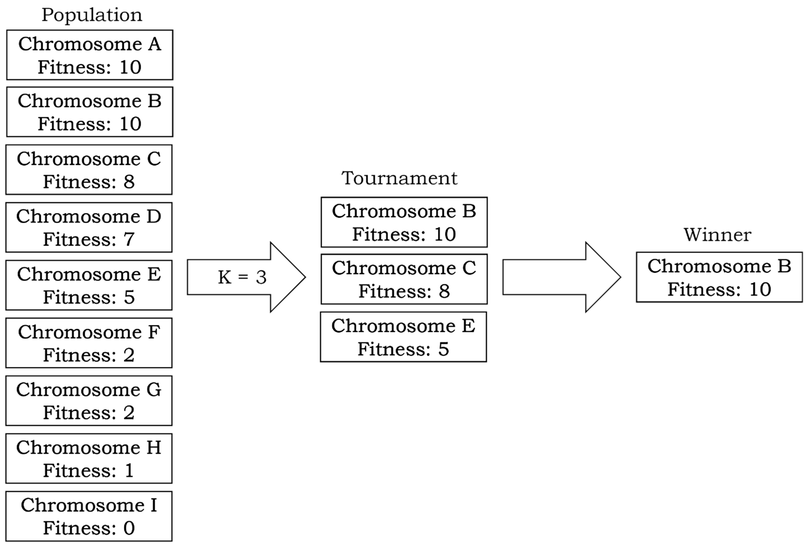 Population
Chromosome A
Fitness: 10
Chromosome B
Fitness: 10
Chromosome C
Fitness: 8
Chromosome D
Fitness: 7
Chromosome E
Fitness: 5
Chromosome F
Fitness: 2
Chromosome G
Fitness: 2
Chromosome H
Fitness: 1
Chromosome I
Fitness: 0
K = 3
Tournament
Chromosome B
Fitness: 10
Chromosome C
Fitness: 8
Chromosome E
Fitness: 5
Winner
Chromosome B
Fitness: 10